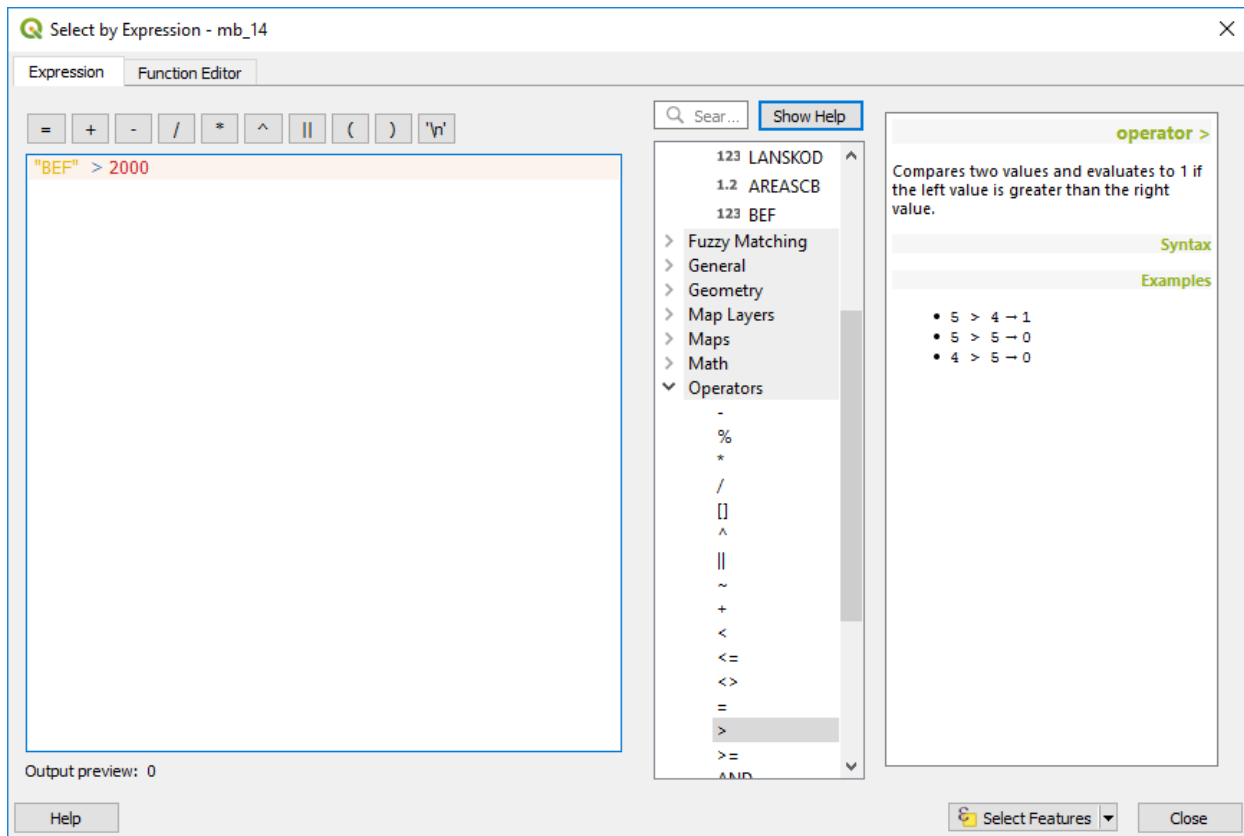 Select by Expression - mb_14
Expression
Function Editor
= + - / * ^ || ( ) '\n'
"BEF" > 2000
Output preview: 0
Sear...
Show Help
123 LANSKOD
1.2 AREASCB
123 BEF
Fuzzy Matching
General
Geometry
Map Layers
Maps
Math
Operators
-
%
*
/
[]
^
||
~
+
<
<=
<>
=
>
>=
AND
operator >
Compares two values and evaluates to 1 if
the left value is greater than the right
value.
Syntax
Examples
• 5 > 4 → 1
• 5 > 5 → 0
• 4 > 5 → 0
Help
Select Features
Close